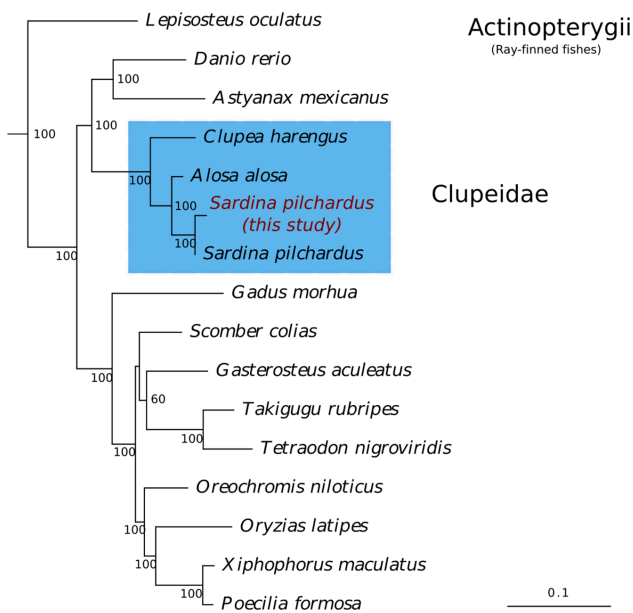 Lepisosteus oculatus
Actinopterygii
(Ray-finned fishes)
Danio rerio
100
Astyanax mexicanus
100
100
Clupea harengus
100
Alosa alosa
Clupeidae
Sardina pilchardus
100
(this study)
100
Sardina pilchardus
100
Gadus morhua
Scomber colias
Gasterosteus aculeatus
100
60
Takigugu rubripes
100
Tetraodon nigroviridis
100
Oreochromis niloticus
Oryzias latipes
100
100
Xiphophorus maculatus
100
0.1
Poecilia formosa